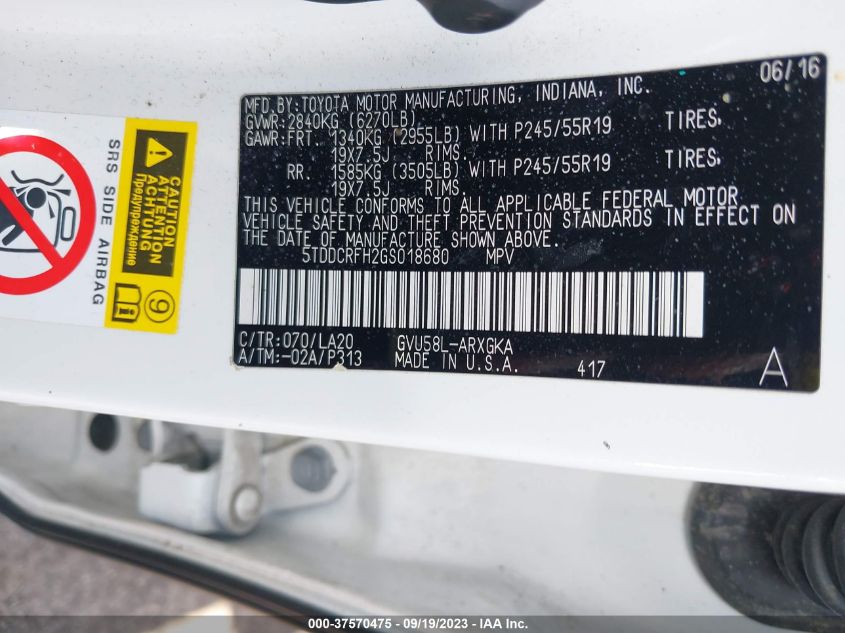 06/16
MFD.BY:TOYOTA MOTOR MANUFACTURING, INDIANA, INC.
GVWR:2840KG (6270LB)
GAWR:FRT. 1340KG (2955LB) WITH P245/55R19 TIRES,
19X7.5J RIMS.
RR. 1585KG (3505LB) WITH P245/55R19 TIRES,
19X7.5J RIMS.
THIS VEHICLE CONFORMS TO ALL APPLICABLE FEDERAL MOTOR
VEHICLE SAFETY AND THEFT PREVENTION STANDARDS IN EFFECT ON
THE DATE OF MANUFACTURE SHOWN ABOVE.
5TDDCRFH2GS018680 MPV
C/TR:070/LA20 GVU58L-ARXGKA
A/TM:-02A/P313 MADE IN U.S.A. 417 A
SRS SIDE AIRBAG
CAUTION
ATTENTION
ACHTUNG
Предупреждение
9
000-37570475 - 09/19/2023 - IAA Inc.